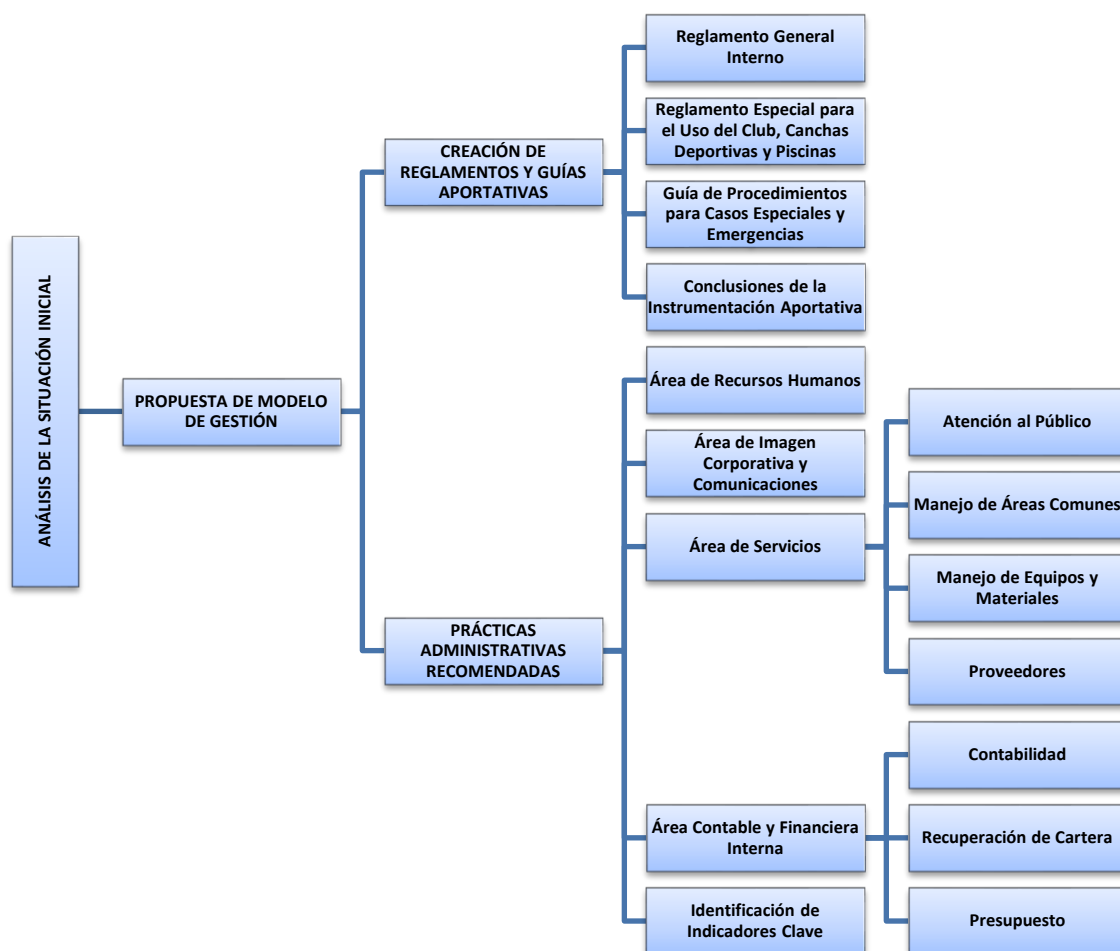 ANÁLISIS DE LA SITUACIÓN INICIAL
PROPUESTA DE MODELO
DE GESTIÓN
CREACIÓN DE
REGLAMENTOS Y GUÍAS
APORTATIVAS
Reglamento General
Interno
Reglamento Especial para
el Uso del Club, Canchas
Deportivas y Piscinas
Guía de Procedimientos
para Casos Especiales y
Emergencias
Conclusiones de la
Instrumentación Aportativa
PRÁCTICAS
ADMINISTRATIVAS
RECOMENDADAS
Área de Recursos Humanos
Área de Imagen
Corporativa y
Comunicaciones
Área de Servicios
Atención al Público
Manejo de Áreas Comunes
Manejo de Equipos y
Materiales
Proveedores
Área Contable y Financiera
Interna
Contabilidad
Recuperación de Cartera
Presupuesto
Identificación de
Indicadores Clave